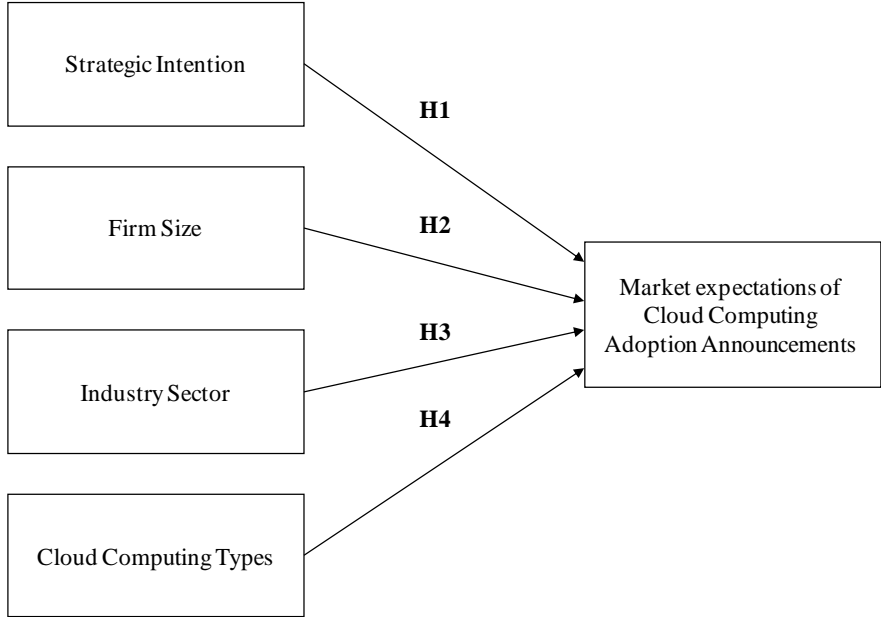 Strategic Intention
H1
Firm Size
H2
Market expectations of
Cloud Computing
Adoption Announcements
H3
Industry Sector
H4
Cloud Computing Types